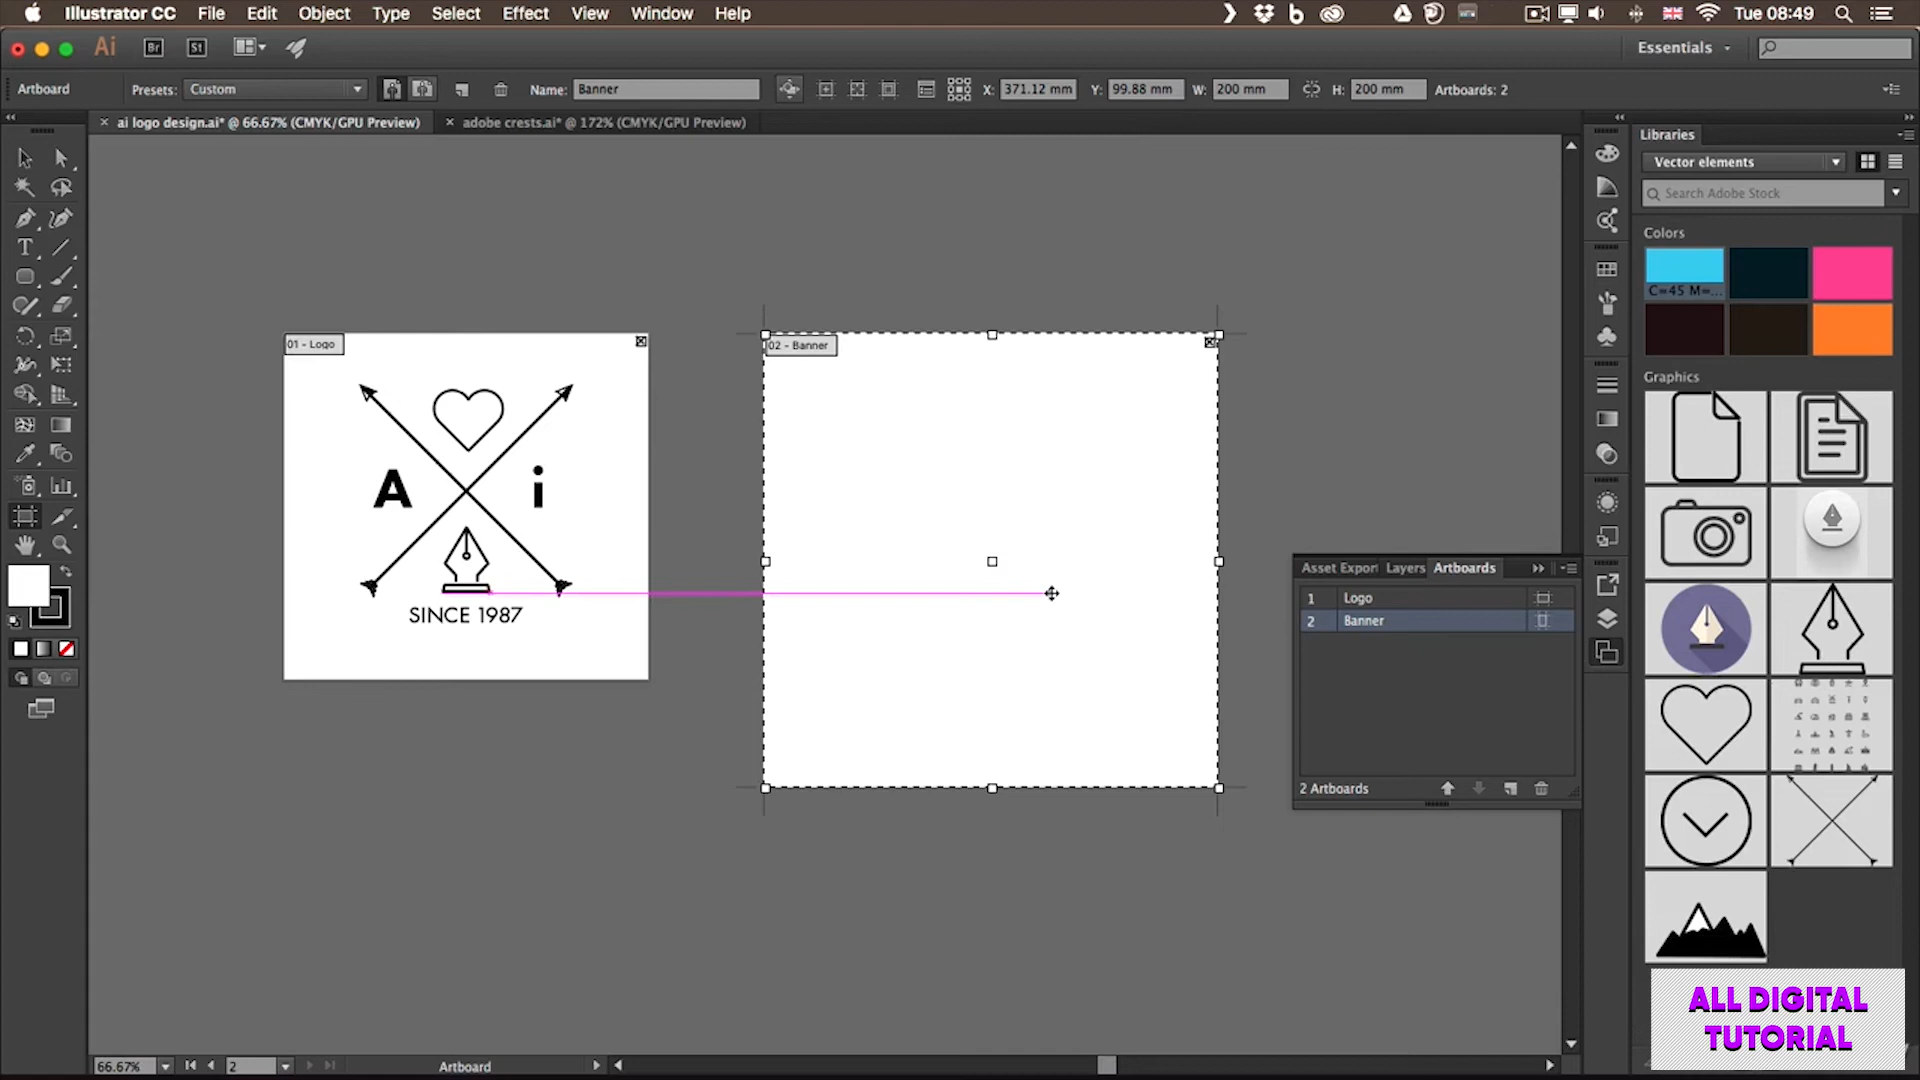 Illustrator CC File Edit Object Type Select Effect View Window Help
Tue 08:49
Ai Br St
Essentials
Artboard Presets: Custom Name: Banner X: 371.12 mm Y: 99.88 mm W: 200 mm H: 200 mm Artboards: 2
ai logo design.ai* @ 66.67% (CMYK/GPU Preview) adobe crests.ai* @ 172% (CMYK/GPU Preview)
Libraries
Vector elements
Search Adobe Stock
Colors
C=45 M=...
Graphics
01 - Logo
02 - Banner
A i
SINCE 1987
Asset Export Layers Artboards
1 Logo
2 Banner
2 Artboards
ALL DIGITAL
TUTORIAL
66.67% 2 Artboard